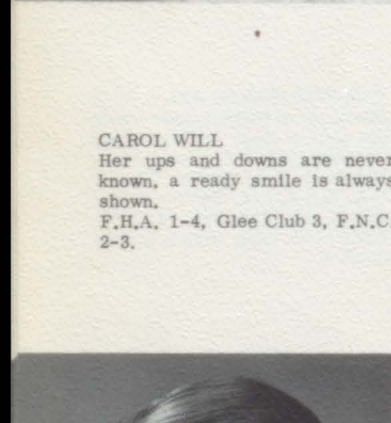 CAROL WILL
Her ups and downs are never
known, a ready smile is always
shown.
F.H.A. 1-4, Glee Club 3, F.N.C.
2-3.